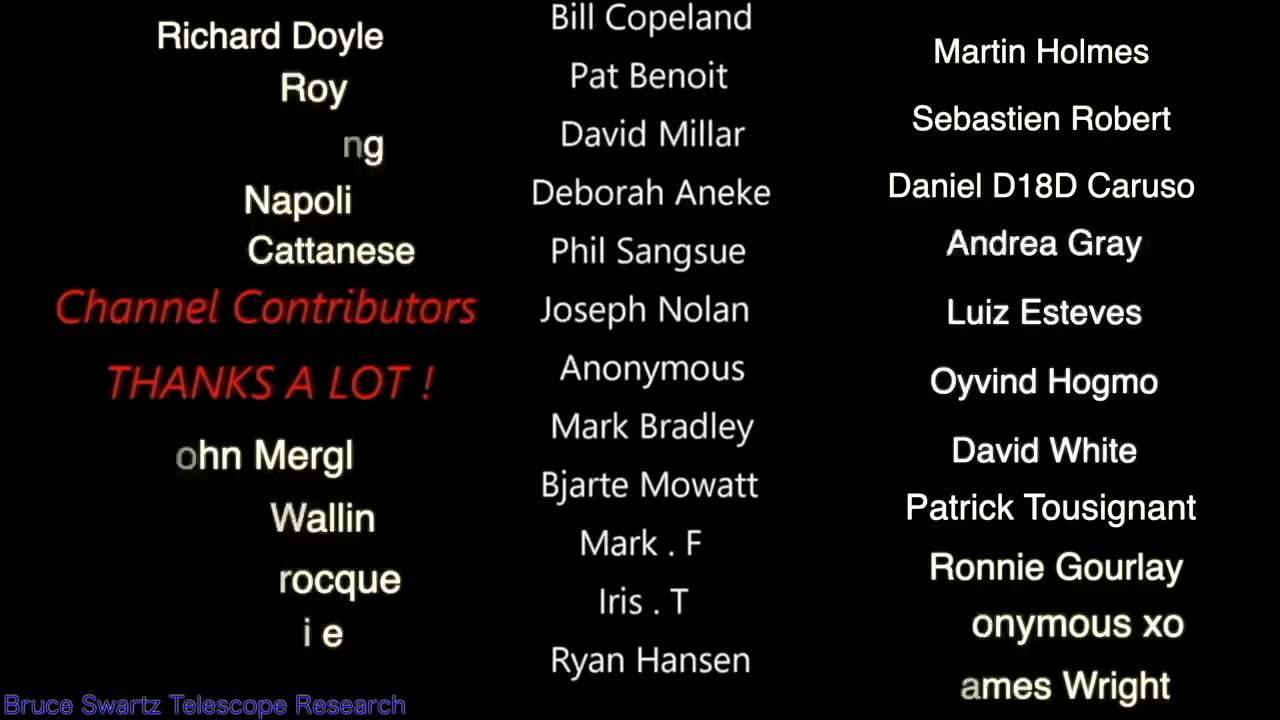 Richard Doyle
Roy
ng
Napoli
Cattanese
Channel Contributors
THANKS A LOT !
ohn Mergl
Wallin
rocque
i e
Bill Copeland
Pat Benoit
David Millar
Deborah Aneke
Phil Sangsue
Joseph Nolan
Anonymous
Mark Bradley
Bjarte Mowatt
Mark . F
Iris . T
Ryan Hansen
Martin Holmes
Sebastien Robert
Daniel D18D Caruso
Andrea Gray
Luiz Esteves
Oyvind Hogmo
David White
Patrick Tousignant
Ronnie Gourlay
onymous xo
ames Wright
Bruce Swartz Telescope Research